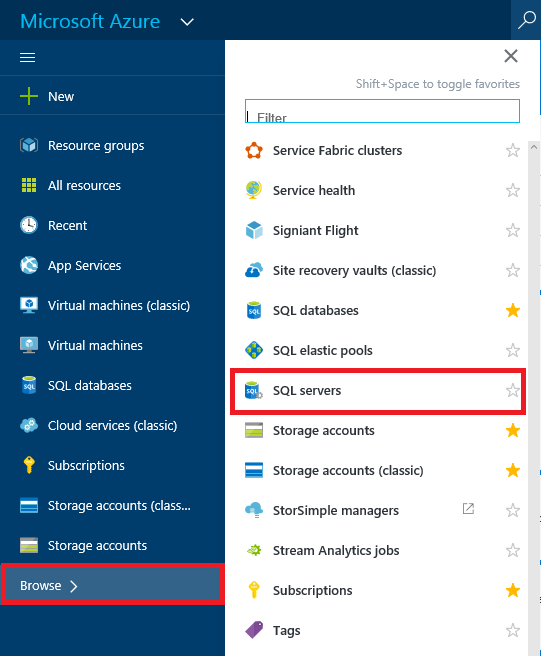 Microsoft Azure
New
Resource groups
All resources
Recent
App Services
Virtual machines (classic)
Virtual machines
SQL databases
Cloud services (classic)
Subscriptions
Storage accounts (class...
Storage accounts
Browse
Shift+Space to toggle favorites
Filter
Service Fabric clusters
Service health
Signiant Flight
Site recovery vaults (classic)
SQL databases
SQL elastic pools
SQL servers
Storage accounts
Storage accounts (classic)
StorSimple managers
Stream Analytics jobs
Subscriptions
Tags